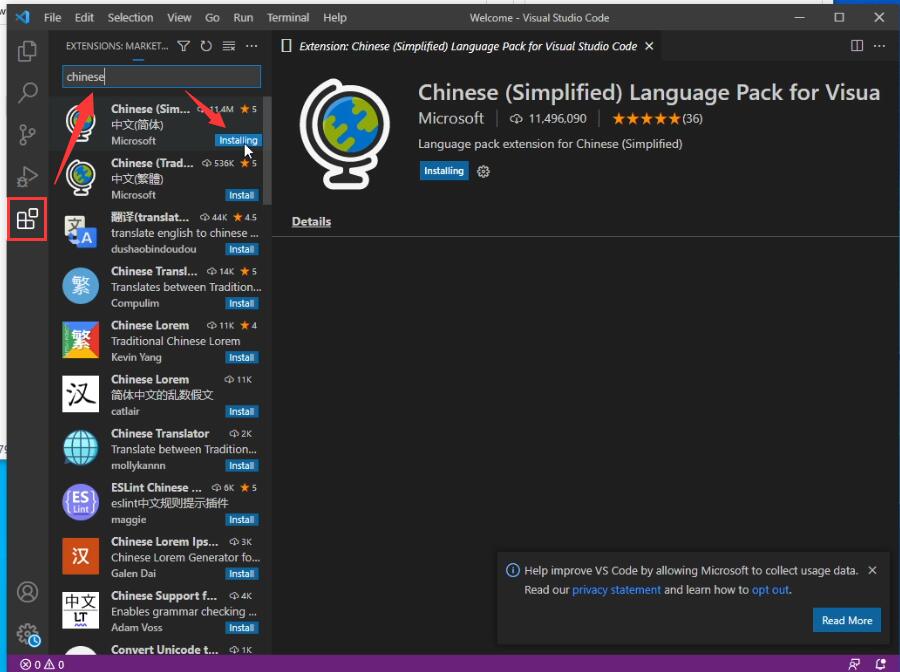 File Edit Selection View Go Run Terminal Help
Welcome - Visual Studio Code
EXTENSIONS: MARKET...
chinese
Chinese (Sim... 11.4M 5
中文(简体)
Microsoft
Installing
Chinese (Trad... 536K 5
中文(繁體)
Microsoft
Install
翻译(translat... 44K 4.5
translate english to chinese ...
dushaobindoudou
Install
繁
Chinese Transl... 14K 5
Translates between Tradition...
Compulim
Install
繁
Chinese Lorem 11K 4
Traditional Chinese Lorem
Kevin Yang
Install
汉
Chinese Lorem 11K
简体中文的乱数假文
catlair
Install
Chinese Translator 2K
Translate between Tradition...
mollykannn
Install
{ES}
Lint
ESLint Chinese ... 6K 5
eslint中文规则提示插件
maggie
Install
汉
Chinese Lorem Ips... 3K
Chinese Lorem Generator fo...
Galen Dai
Install
中文
LT
Chinese Support f... 4K
Enables grammar checking ...
Adam Voss
Install
Convert Unicode t... 1K
Extension: Chinese (Simplified) Language Pack for Visual Studio Code
Chinese (Simplified) Language Pack for Visua
Microsoft 11,496,090 ★★★★★(36)
Language pack extension for Chinese (Simplified)
Installing
Details
Help improve VS Code by allowing Microsoft to collect usage data.
Read our privacy statement and learn how to opt out.
Read More
0 0